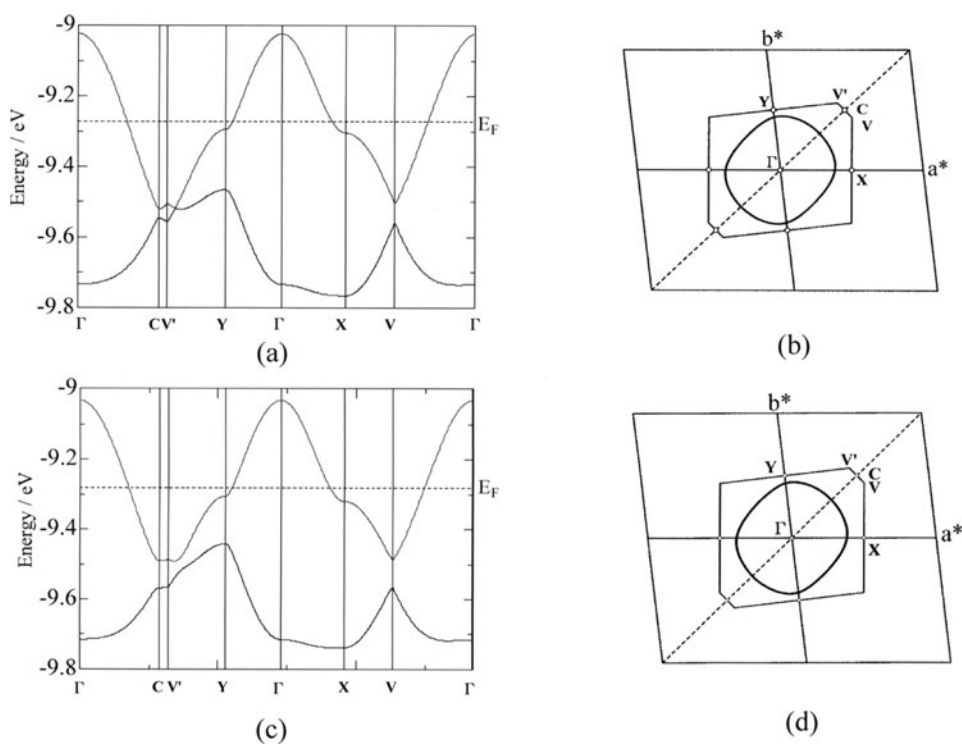 -9
-9.2
-9.4
-9.6
-9.8
Energy / eV
E_F
Γ C V' Y Γ X V Γ
(a)
b*
V'
Y C
V
Γ
a*
X
(b)
-9
-9.2
-9.4
-9.6
-9.8
Energy / eV
E_F
Γ C V' Y Γ X V Γ
(c)
b*
V'
Y C
V
Γ
a*
X
(d)